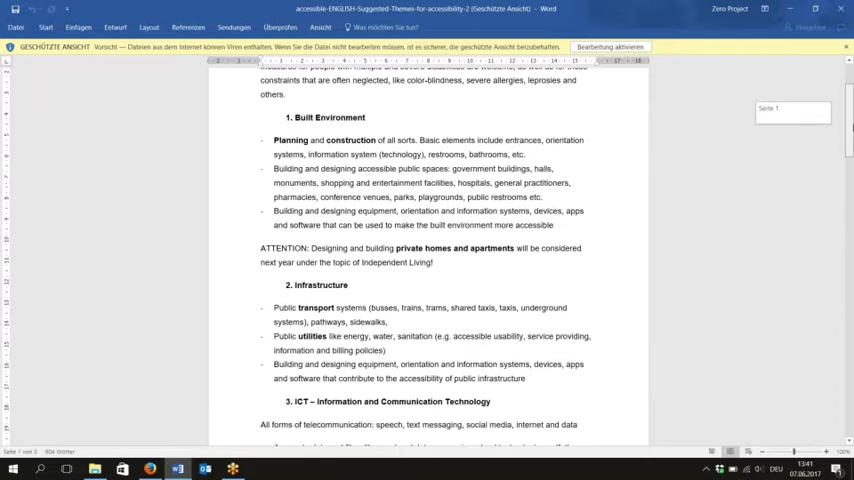 accessible-ENGLISH-Suggested-Themes-for-accessibility-2 (Geschützte Ansicht) - Word
Zero Project
Datei Start Einfügen Entwurf Layout Referenzen Sendungen Überprüfen Ansicht Was möchten Sie tun?
Freigeben
GESCHÜTZTE ANSICHT Vorsicht — Dateien aus dem Internet können Viren enthalten. Wenn Sie die Datei nicht bearbeiten müssen, ist es sicherer, die geschützte Ansicht beizubehalten. Bearbeitung aktivieren
constraints that are often neglected, like color-blindness, severe allergies, leprosies and
others.
Seite 1
1. Built Environment
- Planning and construction of all sorts. Basic elements include entrances, orientation
systems, information system (technology), restrooms, bathrooms, etc.
- Building and designing accessible public spaces: government buildings, halls,
monuments, shopping and entertainment facilities, hospitals, general practitioners,
pharmacies, conference venues, parks, playgrounds, public restrooms etc.
- Building and designing equipment, orientation and information systems, devices, apps
and software that can be used to make the built environment more accessible
ATTENTION: Designing and building private homes and apartments will be considered
next year under the topic of Independent Living!
2. Infrastructure
- Public transport systems (busses, trains, trams, shared taxis, taxis, underground
systems), pathways, sidewalks,
- Public utilities like energy, water, sanitation (e.g. accessible usability, service providing,
information and billing policies)
- Building and designing equipment, orientation and information systems, devices, apps
and software that contribute to the accessibility of public infrastructure
3. ICT – Information and Communication Technology
All forms of telecommunication: speech, text messaging, social media, internet and data
Seite 1 von 3 604 Wörter
100%
DEU
13:41
07.06.2017